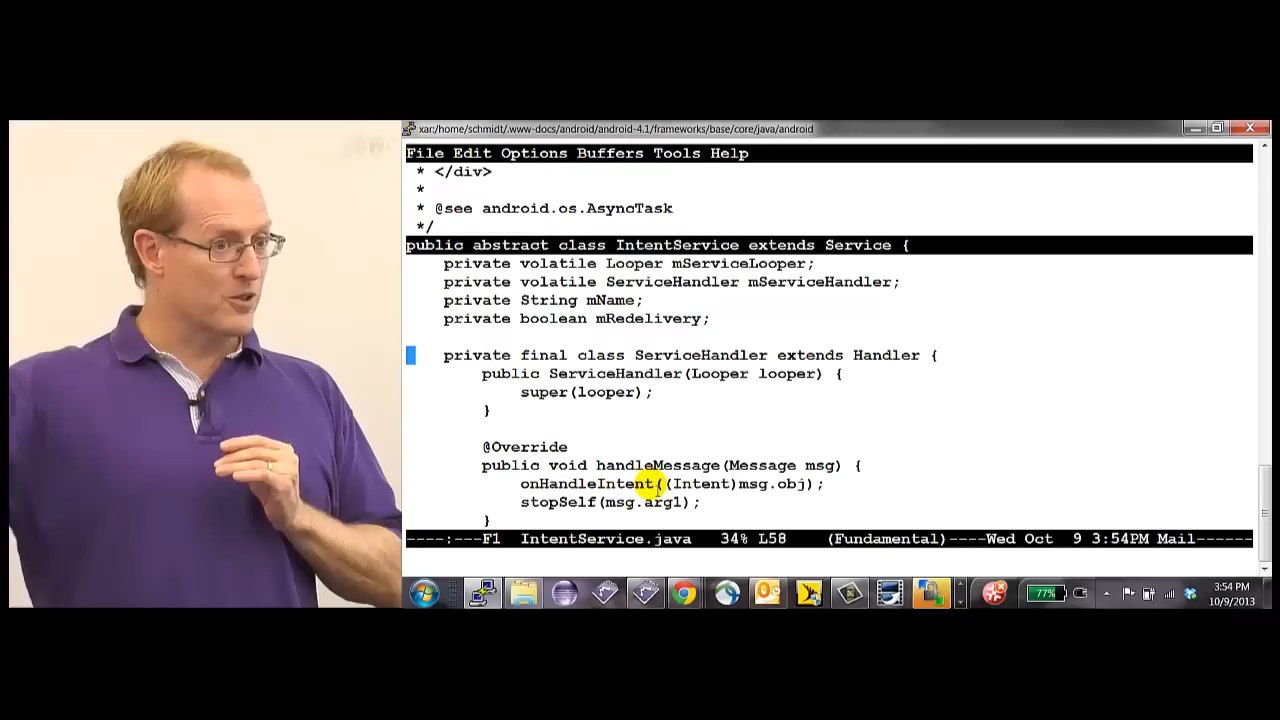 xar:/home/schmidt/.www-docs/android/android-4.1/frameworks/base/core/java/android
File Edit Options Buffers Tools Help
* </div>
*
* @see android.os.AsyncTask
*/
public abstract class IntentService extends Service {
private volatile Looper mServiceLooper;
private volatile ServiceHandler mServiceHandler;
private String mName;
private boolean mRedelivery;
private final class ServiceHandler extends Handler {
public ServiceHandler(Looper looper) {
super(looper);
}
@Override
public void handleMessage(Message msg) {
onHandleIntent((Intent)msg.obj);
stopSelf(msg.arg1);
}
----:---F1 IntentService.java 34% L58 (Fundamental)----Wed Oct 9 3:54PM Mail------
77%
3:54 PM
10/9/2013